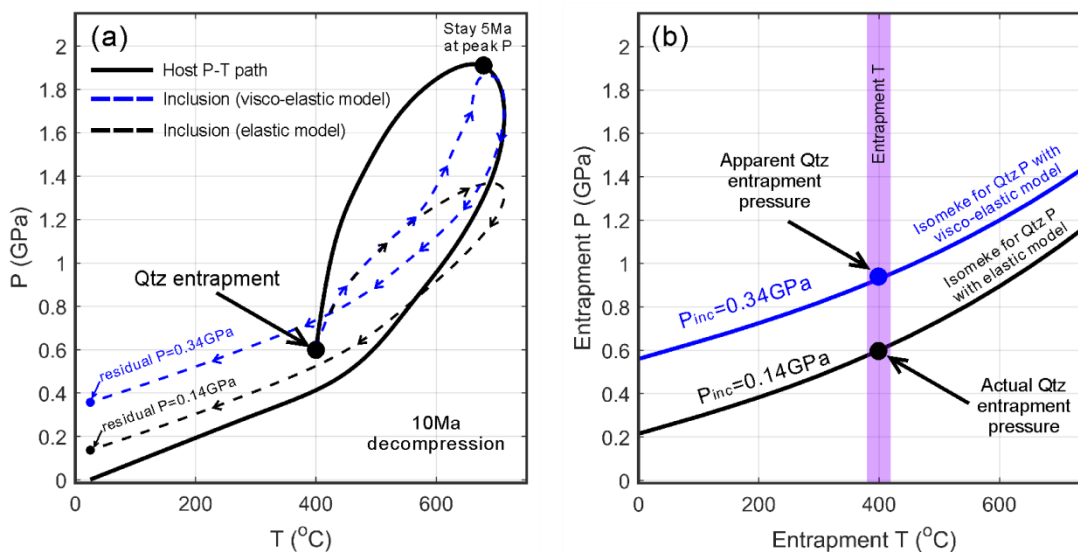 (a)
Stay 5Ma
at peak P
Host P-T path
Inclusion (visco-elastic model)
Inclusion (elastic model)
Qtz entrapment
residual P=0.34GPa
residual P=0.14GPa
10Ma
decompression
P (GPa)
2
1.8
1.6
1.4
1.2
1
0.8
0.6
0.4
0.2
0
0
200
400
600
T (°C)
(b)
Entrapment T
Apparent Qtz
entrapment
pressure
Isomeke for Qtz P with
visco-elastic model
Isomeke for Qtz P
with elastic model
Pinc=0.34GPa
Pinc=0.14GPa
Actual Qtz
entrapment
pressure
Entrapment P (GPa)
2
1.8
1.6
1.4
1.2
1
0.8
0.6
0.4
0.2
0
0
200
400
600
Entrapment T (°C)